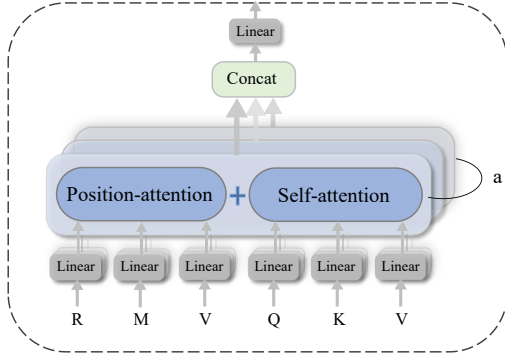 Linear
Concat
Position-attention + Self-attention
a
Linear Linear Linear Linear Linear Linear
R M V Q K V